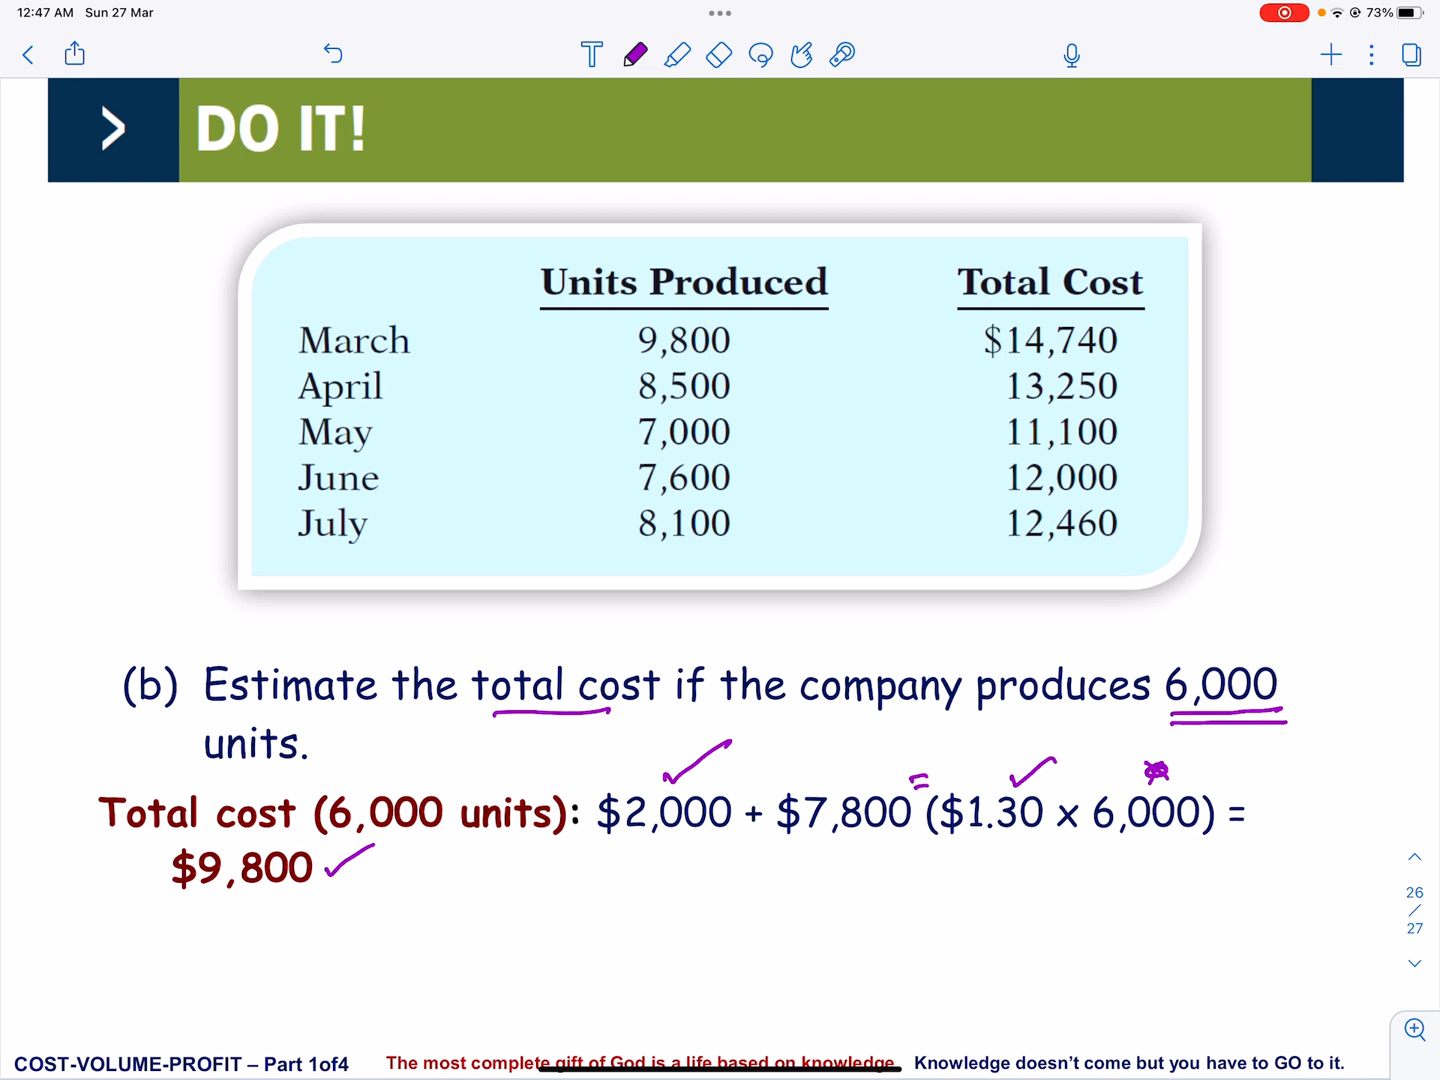 12:47 AM Sun 27 Mar
73%
DO IT!
Units Produced Total Cost
March 9,800 $14,740
April 8,500 13,250
May 7,000 11,100
June 7,600 12,000
July 8,100 12,460
(b) Estimate the total cost if the company produces 6,000
units.
Total cost (6,000 units): $2,000 + $7,800 = ($1.30 x 6,000) =
$9,800
26
/
27
COST-VOLUME-PROFIT – Part 1of4 The most complete gift of God is a life based on knowledge. Knowledge doesn't come but you have to GO to it.